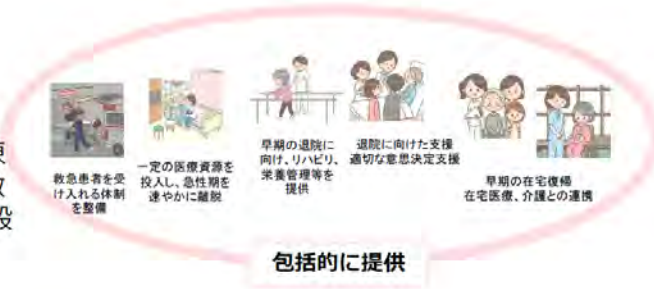 救急患者を受
け入れる体制
を整備
一定の医療資源を
投入し、急性期を
速やかに離脱
早期の退院に
向け、リハビリ、
栄養管理等を
提供
退院に向けた支援
適切な意思決定支援
早期の在宅復帰
在宅医療、介護との連携
包括的に提供